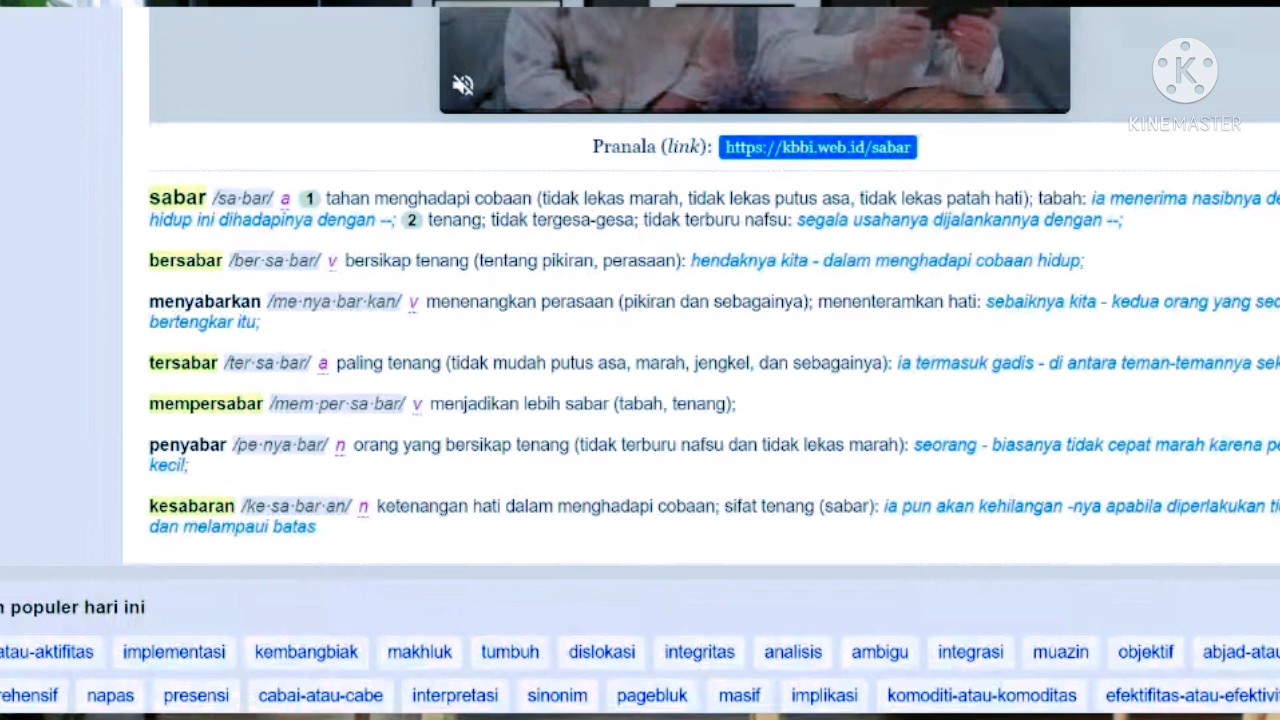 KINEMASTER
Pranala (link): https://kbbi.web.id/sabar
sabar /sa·bar/ a 1 tahan menghadapi cobaan (tidak lekas marah, tidak lekas putus asa, tidak lekas patah hati); tabah: ia menerima nasibnya
hidup ini dihadapinya dengan --; 2 tenang; tidak tergesa-gesa; tidak terburu nafsu: segala usahanya dijalankannya dengan --;
bersabar /ber·sa·bar/ v bersikap tenang (tentang pikiran, perasaan): hendaknya kita - dalam menghadapi cobaan hidup;
menyabarkan /me·nya·bar·kan/ v menenangkan perasaan (pikiran dan sebagainya); menenteramkan hati: sebaiknya kita - kedua orang yang
bertengkar itu;
tersabar /ter·sa·bar/ a paling tenang (tidak mudah putus asa, marah, jengkel, dan sebagainya): ia termasuk gadis - di antara teman-temannya
mempersabar /mem·per·sa·bar/ v menjadikan lebih sabar (tabah, tenang);
penyabar /pe·nya·bar/ n orang yang bersikap tenang (tidak terburu nafsu dan tidak lekas marah): seorang - biasanya tidak cepat marah karena
kecil;
kesabaran /ke·sa·bar·an/ n ketenangan hati dalam menghadapi cobaan; sifat tenang (sabar): ia pun akan kehilangan -nya apabila diperlakukan
dan melampaui batas
populer hari ini
atau-aktifitas implementasi kembangbiak makhluk tumbuh dislokasi integritas analisis ambigu integrasi muazin objektif abjad-atau
rehensif napas presensi cabai-atau-cabe interpretasi sinonim pagebluk masif implikasi komoditi-atau-komoditas efektifitas-atau-efektivi